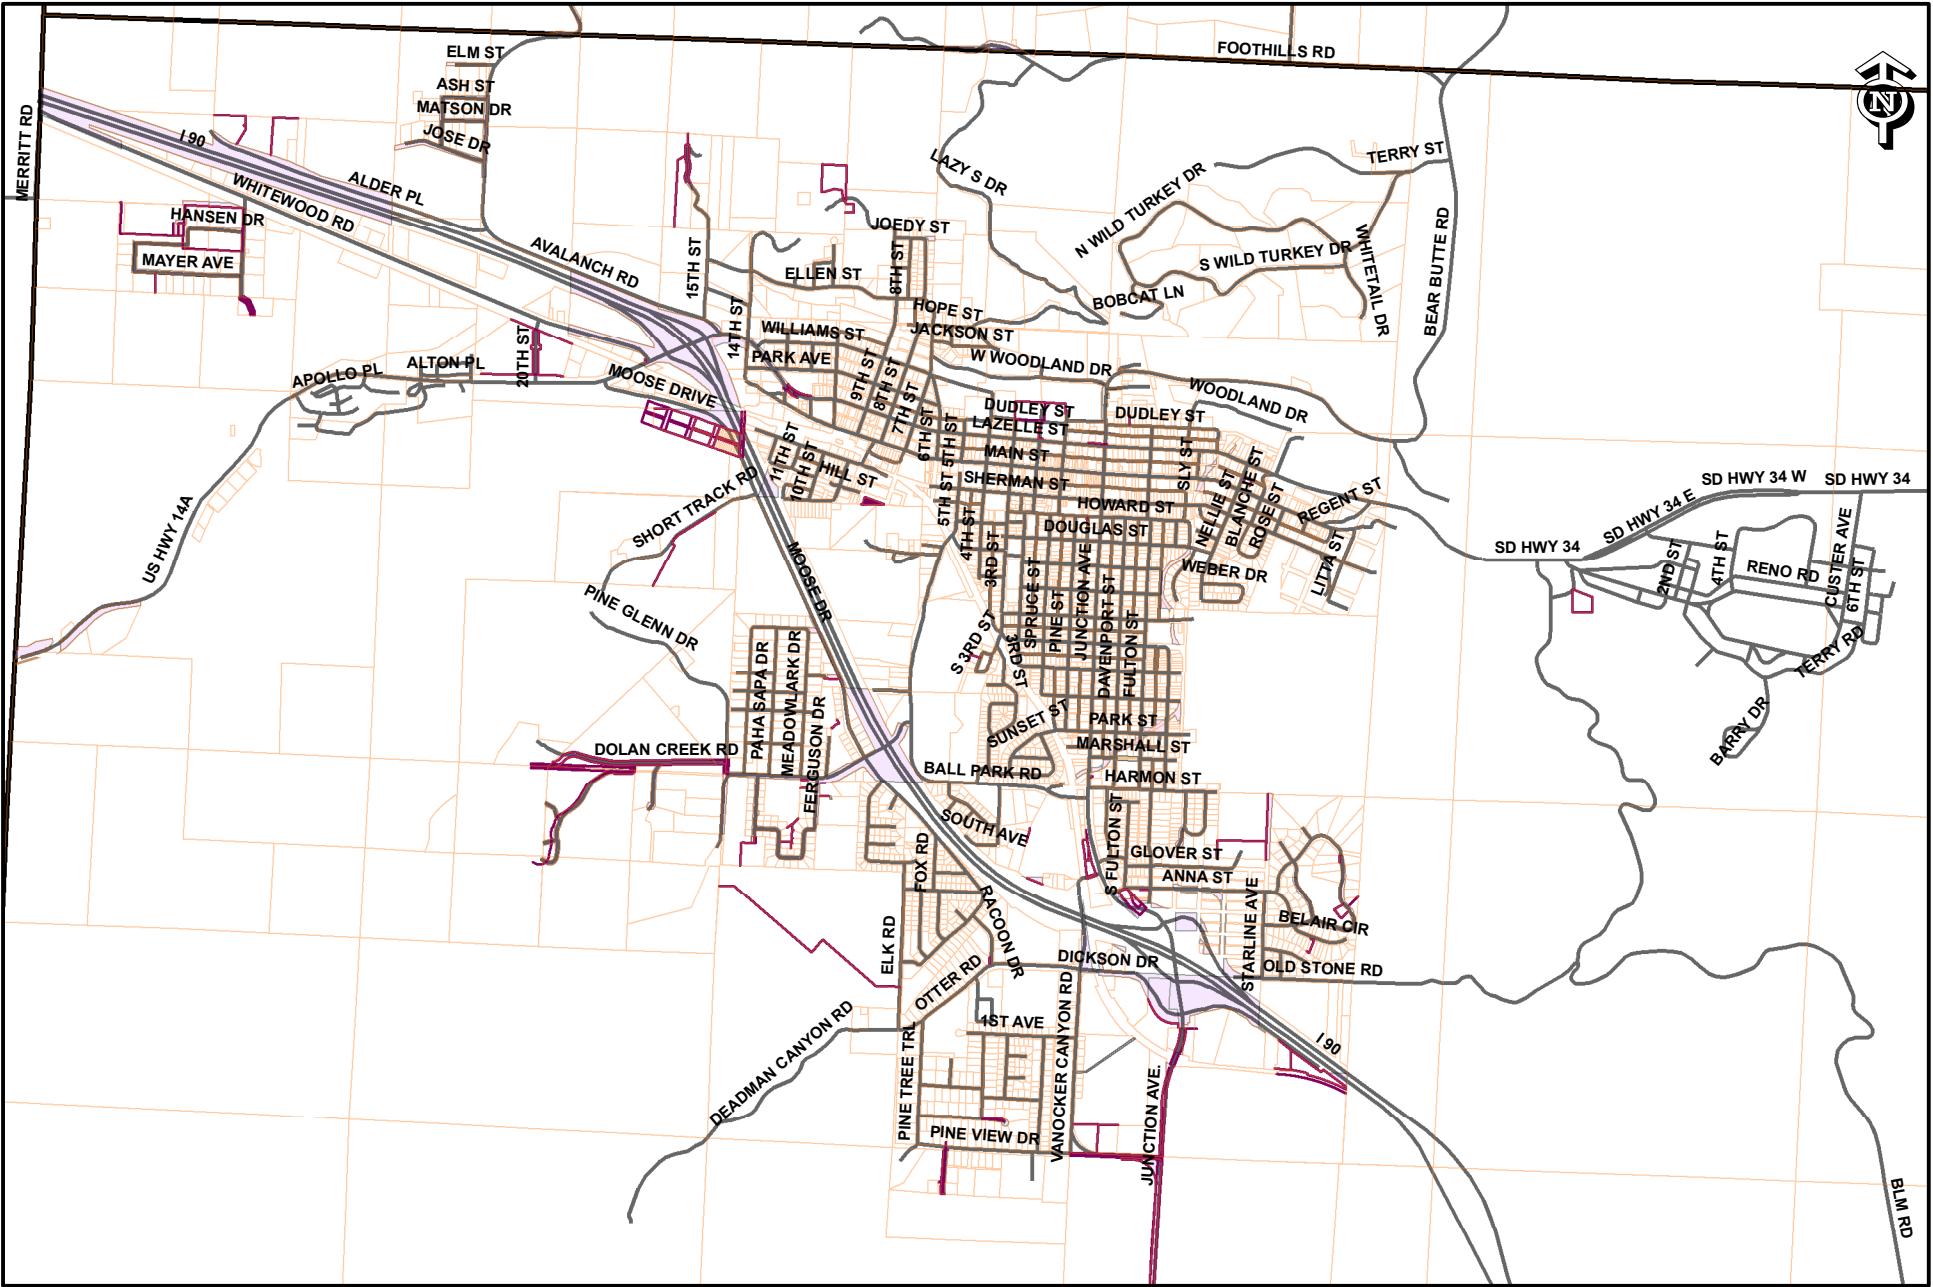 FOOTHILLS RD
ELM ST
ASH ST
MATSON DR
JOSE DR
N
MERRITT RD
I 90
ALDER PL
WHITEWOOD RD
HANSEN DR
MAYER AVE
AVALANCH RD
15TH ST
14TH ST
ELLEN ST
8TH ST
JOEDY ST
LAZY S DR
N WILD TURKEY DR
TERRY ST
S WILD TURKEY DR
WHITETAIL DR
BEAR BUTTE RD
BOBCAT LN
HOPE ST
JACKSON ST
WILLIAMS ST
PARK AVE
W WOODLAND DR
WOODLAND DR
20TH ST
ALTON PL
APOLLO PL
MOOSE DRIVE
9TH ST
8TH ST
7TH ST
6TH ST
5TH ST
DUDLEY ST
DUDLEY ST
LAZELLE ST
MAIN ST
SHERMAN ST
HOWARD ST
DOUGLAS ST
SLY ST
NELLIE ST
BLANCHE ST
ROSE ST
REGENT ST
LITTA ST
WEBER DR
11TH ST
10TH ST
HILL ST
SHORT TRACK RD
US HWY 14A
5TH ST
4TH ST
3RD ST
SPRUCE ST
PINE ST
JUNCTION AVE
DAVENPORT ST
FULTON ST
S 3RD ST
3RD ST
MOOSE DR
PINE GLENN DR
PAHA SAPA DR
MEADOWLARK DR
FERGUSON DR
DOLAN CREEK RD
SUNSET ST
PARK ST
MARSHALL ST
BALL PARK RD
HARMON ST
SD HWY 34 W
SD HWY 34
SD HWY 34 E
SD HWY 34
2ND ST
4TH ST
RENO RD
CUSTER AVE
6TH ST
TERRY RD
BARRY DR
SOUTH AVE
S FULTON ST
GLOVER ST
ANNA ST
FOX RD
RACOON DR
ELK RD
OTTER RD
DICKSON DR
STARLINE AVE
BELAIR CIR
OLD STONE RD
1ST AVE
DEADMAN CANYON RD
PINE TREE TRL
VANOCKER CANYON RD
PINE VIEW DR
JUNCTION AVE.
I 90
BLM RD